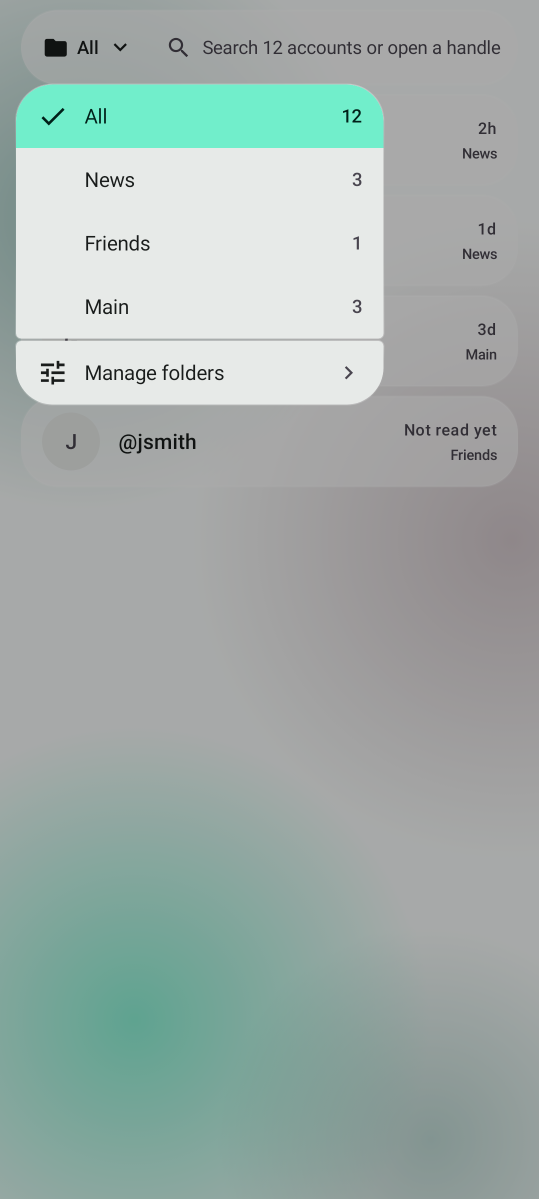 All
Search 12 accounts or open a handle
All 12
News 3
Friends 1
Main 3
Manage folders
2h
News
1d
News
3d
Main
J @jsmith
Not read yet
Friends